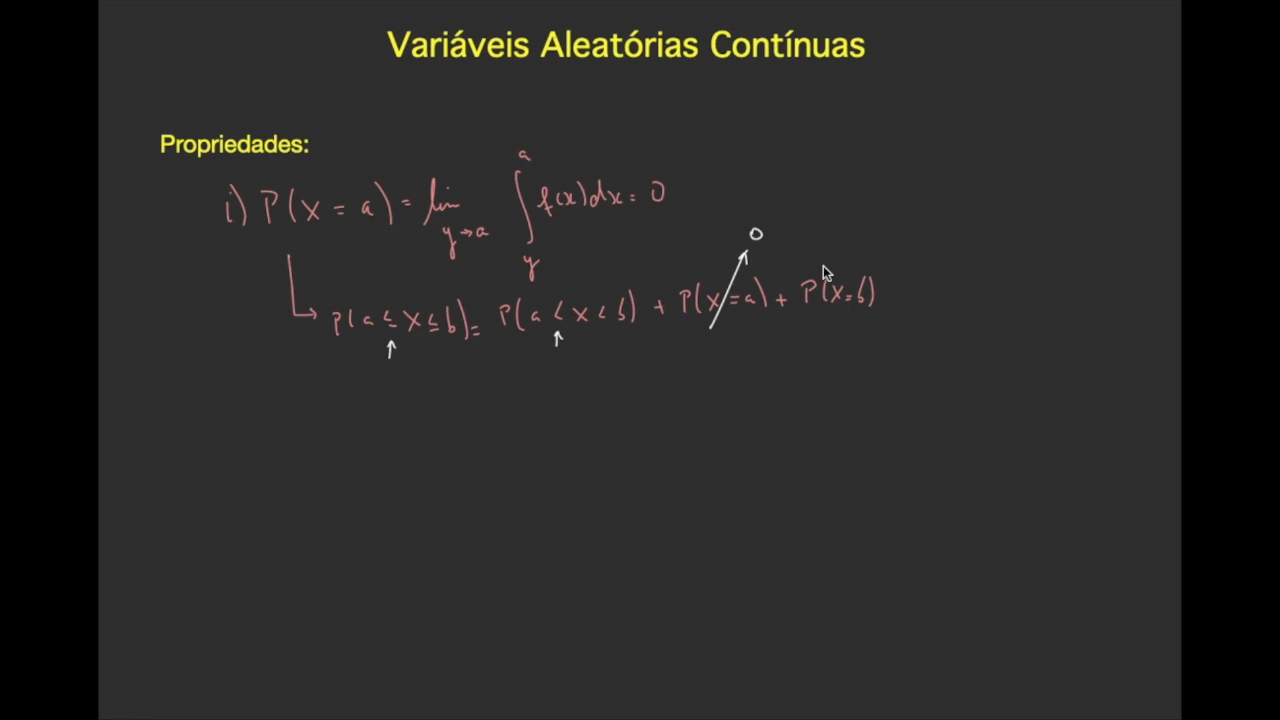 Variáveis Aleatórias Contínuas
Propriedades:
i) P(X = a) = lim y→a ∫ y a f(x) dx = 0
0
↳ P(a ≤ X ≤ b) = P(a < X < b) + P(X = a) + P(X = b)